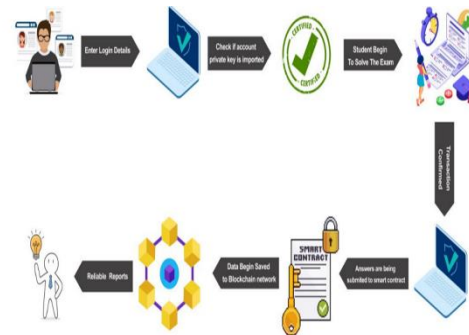 Enter Login Details
Check if account
private key is imported
CERTIFIED
CERTIFIED
Student Begin
To Solve The Exam
Transaction
Confirmed
Answers are being
submited to smart contract
SMART
CONTRACT
Data Begin Saved
to Blockchain network
Reliable Reports